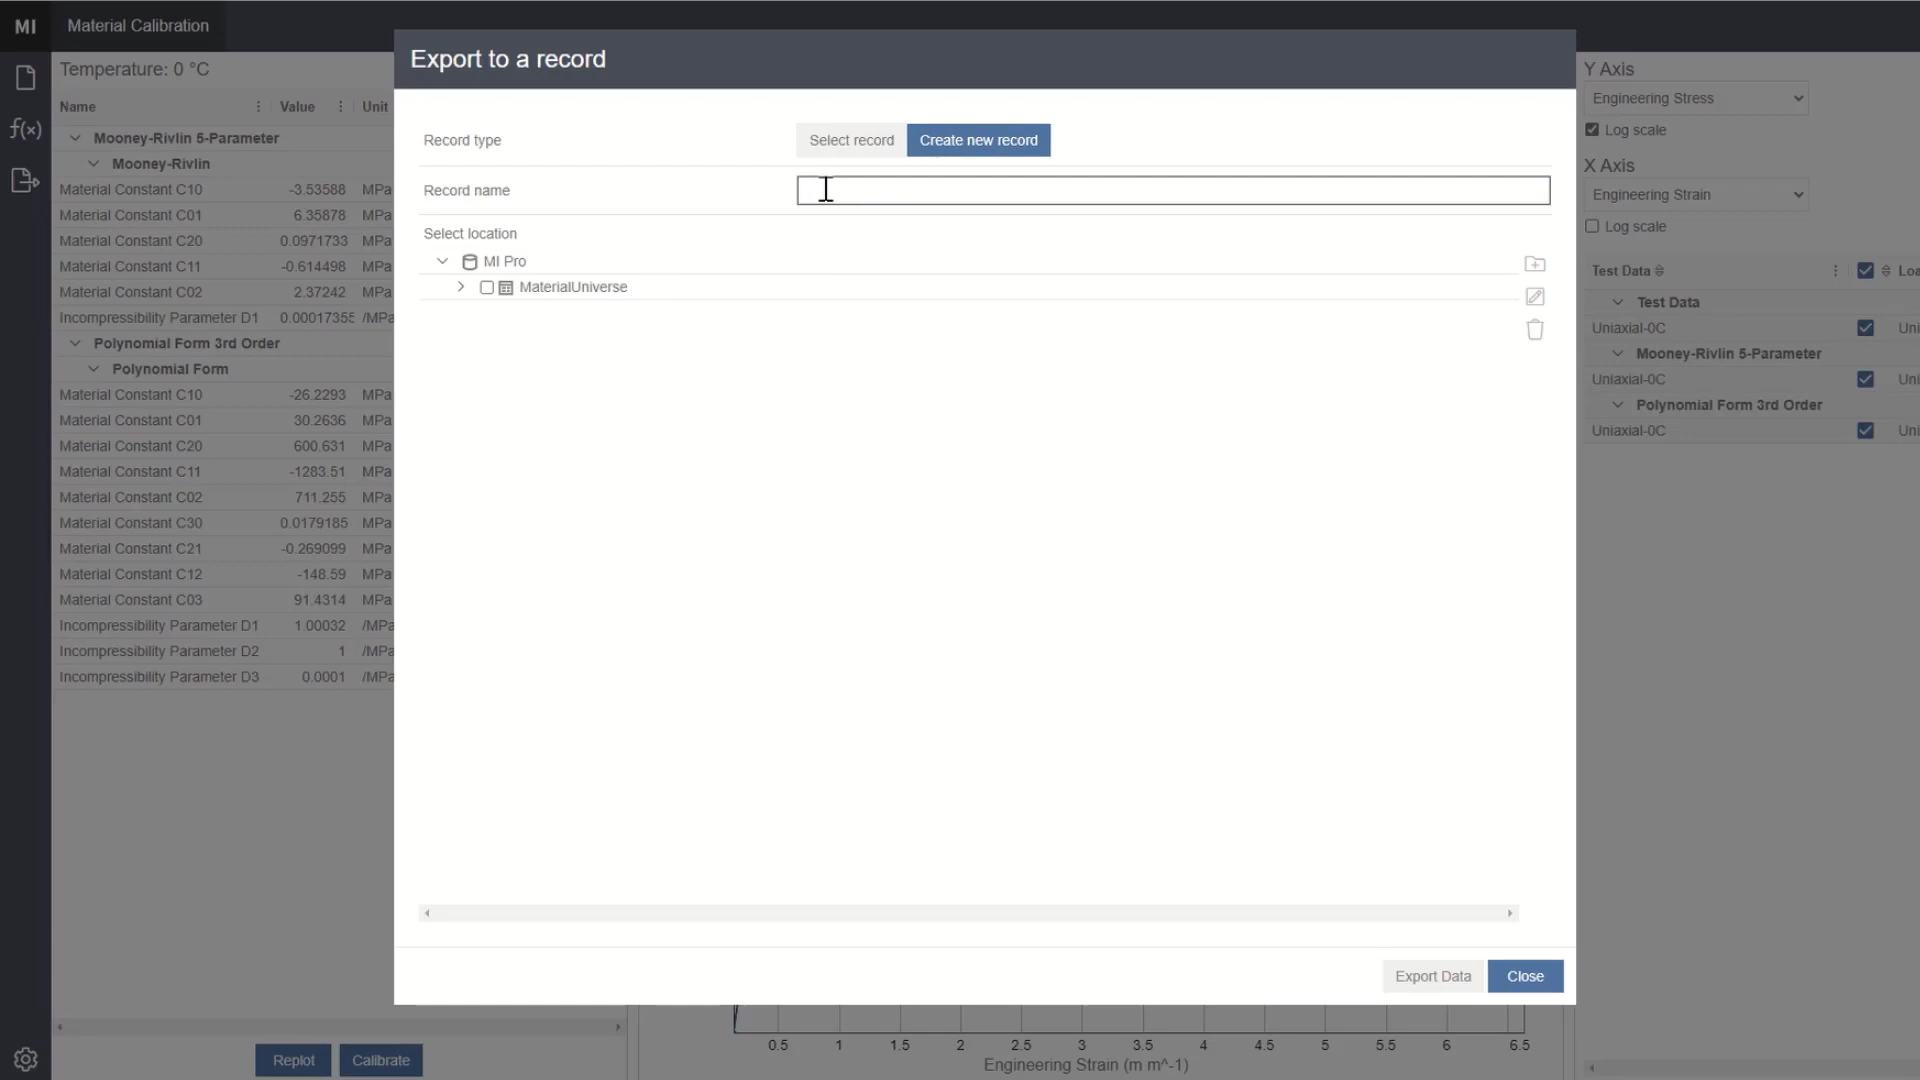 MI Material Calibration
Export to a record
Temperature: 0 °C
Name Value Unit
Mooney-Rivlin 5-Parameter
Mooney-Rivlin
Material Constant C10 -3.53588 MPa
Material Constant C01 6.35878 MPa
Material Constant C20 0.0971733 MPa
Material Constant C11 -0.614498 MPa
Material Constant C02 2.37242 MPa
Incompressibility Parameter D1 0.00017355 /MPa
Polynomial Form 3rd Order
Polynomial Form
Material Constant C10 -26.2293 MPa
Material Constant C01 30.2636 MPa
Material Constant C20 600.631 MPa
Material Constant C11 -1283.51 MPa
Material Constant C02 711.255 MPa
Material Constant C30 0.0179185 MPa
Material Constant C21 -0.269099 MPa
Material Constant C12 -148.59 MPa
Material Constant C03 91.4314 MPa
Incompressibility Parameter D1 1.00032 /MPa
Incompressibility Parameter D2 1 /MPa
Incompressibility Parameter D3 0.0001 /MPa
Replot Calibrate
f(x)
Record type Select record Create new record
Record name
Select location
MI Pro
MaterialUniverse
Export Data Close
0.5 1 1.5 2 2.5 3 3.5 4 4.5 5 5.5 6 6.5
Engineering Strain (m m^-1)
Y Axis
Engineering Stress
Log scale
X Axis
Engineering Strain
Log scale
Test Data Loa
Test Data
Uniaxial-0C Uni
Mooney-Rivlin 5-Parameter
Uniaxial-0C Uni
Polynomial Form 3rd Order
Uniaxial-0C Uni